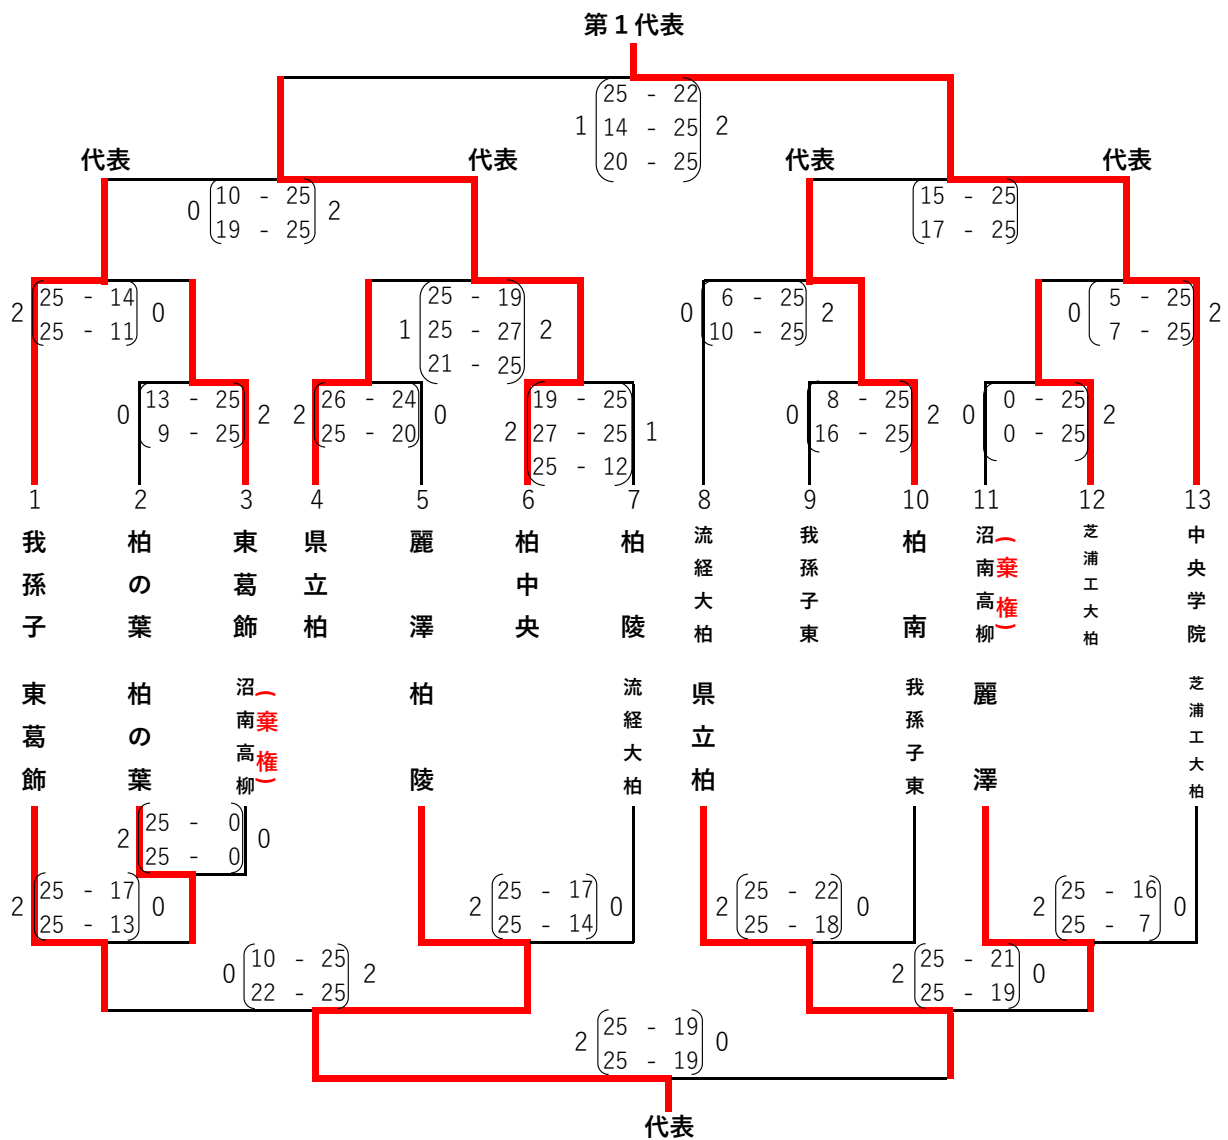 第１代表
25 - 22
1 14 - 25 2
20 - 25
代表 代表 代表 代表
10 - 25
0 2
19 - 25
15 - 25
17 - 25
25 - 14
2 0
25 - 11
25 - 19
1 25 - 27 2
21 - 25
6 - 25
0 2
10 - 25
5 - 25
0 2
7 - 25
13 - 25
0 2
9 - 25
26 - 24
2 0
25 - 20
19 - 25
2 27 - 25 1
25 - 12
8 - 25
0 2
16 - 25
0 - 25
0 2
0 - 25
1 2 3 4 5 6 7 8 9 10 11 12 13
我孫子
柏の葉
東葛飾
県立柏
麗澤
柏中央
柏陵
流経大柏
我孫子東
柏南
沼南高柳
(棄権)
芝浦工大柏
中央学院
東葛飾
柏の葉
沼南高柳
(棄権)
柏陵
流経大柏
県立柏
我孫子東
麗澤
芝浦工大柏
25 - 0
2 0
25 - 0
25 - 17
2 0
25 - 13
25 - 17
2 0
25 - 14
25 - 22
2 0
25 - 18
25 - 16
2 0
25 - 7
10 - 25
0 2
22 - 25
25 - 21
2 0
25 - 19
25 - 19
2 0
25 - 19
代表